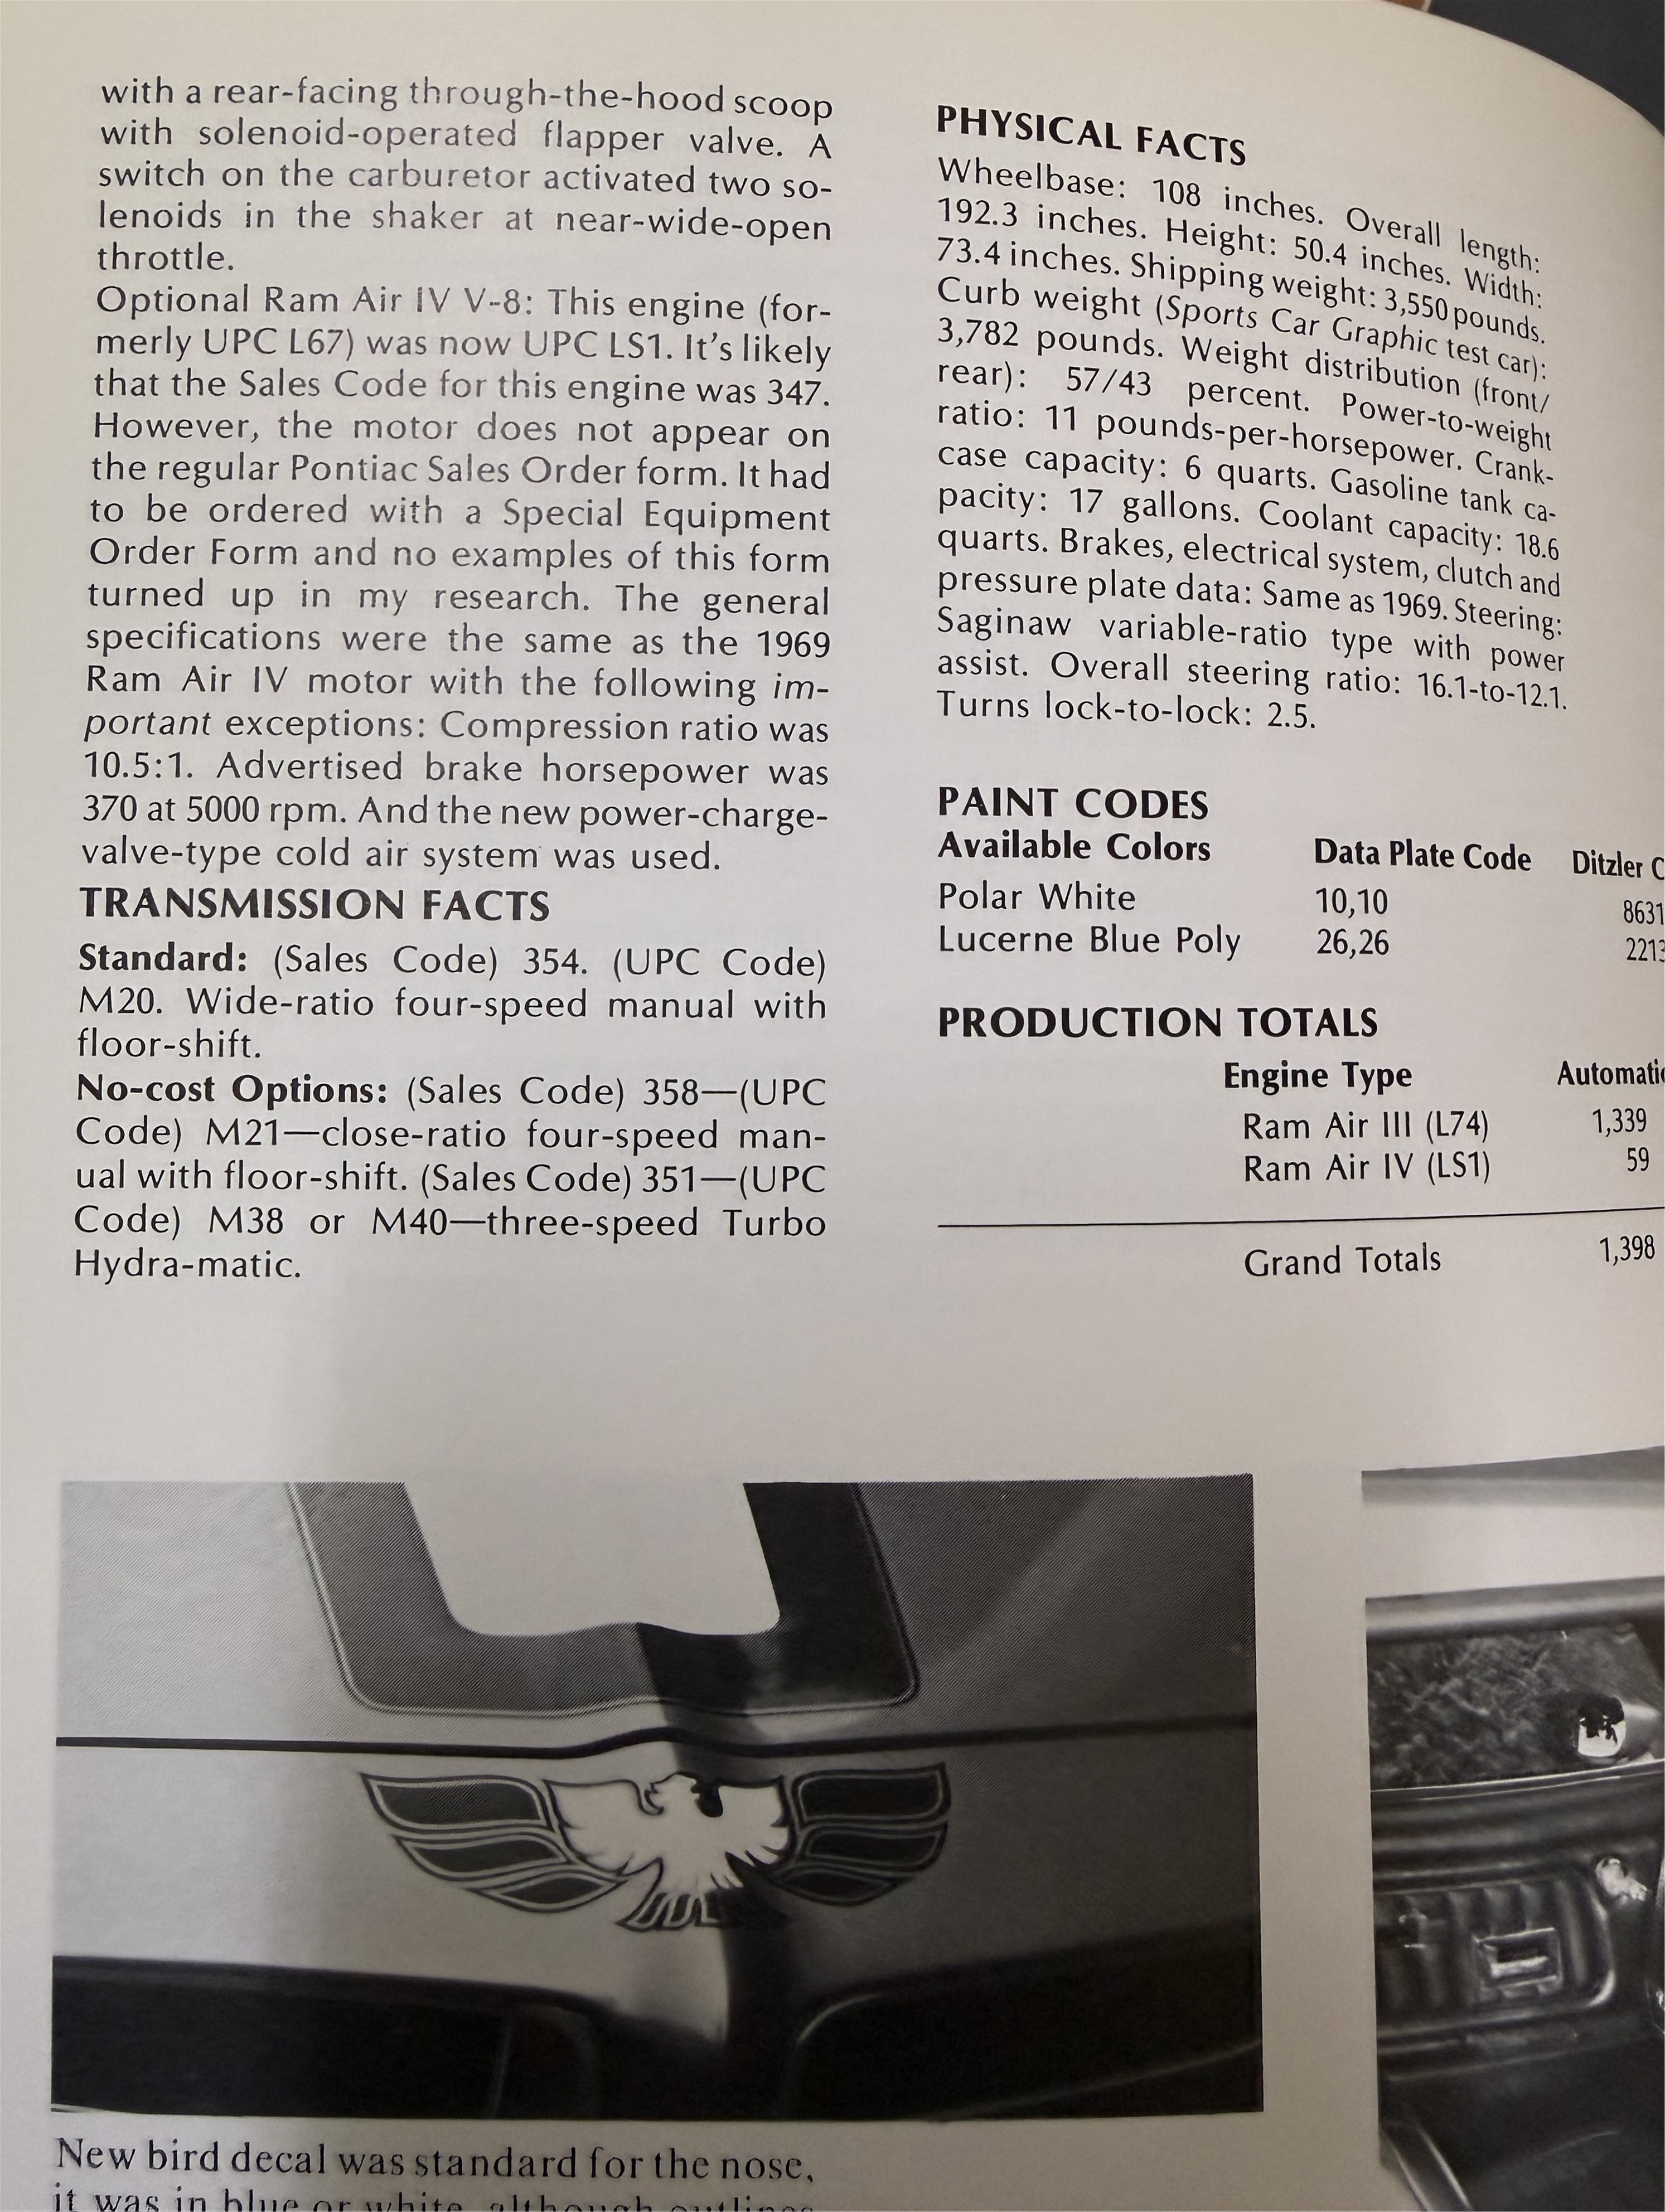 with a rear-facing through-the-hood scoop
with solenoid-operated flapper valve. A
switch on the carburetor activated two so-
lenoids in the shaker at near-wide-open
throttle.
Optional Ram Air IV V-8: This engine (for-
merly UPC L67) was now UPC LS1. It's likely
that the Sales Code for this engine was 347.
However, the motor does not appear on
the regular Pontiac Sales Order form. It had
to be ordered with a Special Equipment
Order Form and no examples of this form
turned up in my research. The general
specifications were the same as the 1969
Ram Air IV motor with the following im-
portant exceptions: Compression ratio was
10.5:1. Advertised brake horsepower was
370 at 5000 rpm. And the new power-charge-
valve-type cold air system was used.
TRANSMISSION FACTS
Standard: (Sales Code) 354. (UPC Code)
M20. Wide-ratio four-speed manual with
floor-shift.
No-cost Options: (Sales Code) 358—(UPC
Code) M21—close-ratio four-speed man-
ual with floor-shift. (Sales Code) 351—(UPC
Code) M38 or M40—three-speed Turbo
Hydra-matic.
PHYSICAL FACTS
Wheelbase: 108 inches. Overall length:
192.3 inches. Height: 50.4 inches. Width:
73.4 inches. Shipping weight: 3,550 pounds.
Curb weight (Sports Car Graphic test car):
3,782 pounds. Weight distribution (front/
rear): 57/43 percent. Power-to-weight
ratio: 11 pounds-per-horsepower. Crank-
case capacity: 6 quarts. Gasoline tank ca-
pacity: 17 gallons. Coolant capacity: 18.6
quarts. Brakes, electrical system, clutch and
pressure plate data: Same as 1969. Steering:
Saginaw variable-ratio type with power
assist. Overall steering ratio: 16.1-to-12.1.
Turns lock-to-lock: 2.5.
PAINT CODES
Available Colors Data Plate Code Ditzler C
Polar White 10,10 8631
Lucerne Blue Poly 26,26 2213
PRODUCTION TOTALS
Engine Type Automatic
Ram Air III (L74) 1,339
Ram Air IV (LS1) 59
Grand Totals 1,398
New bird decal was standard for the nose,
it was in blue or white, although outlines